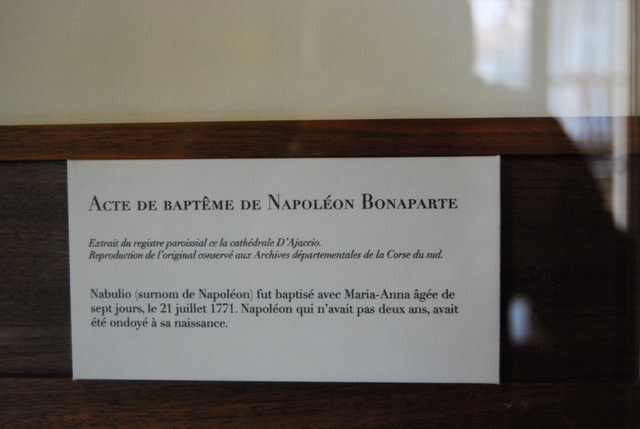 ACTE DE BAPTÊME DE NAPOLÉON BONAPARTE
Extrait du registre paroissial ce la cathédrale D'Ajaccio.
Reproduction de l'original conservé aux Archives départementales de la Corse du sud.
Nabulio (surnom de Napoléon) fut baptisé avec Maria-Anna âgée de
sept jours, le 21 juillet 1771. Napoléon qui n'avait pas deux ans, avait
été ondoyé à sa naissance.